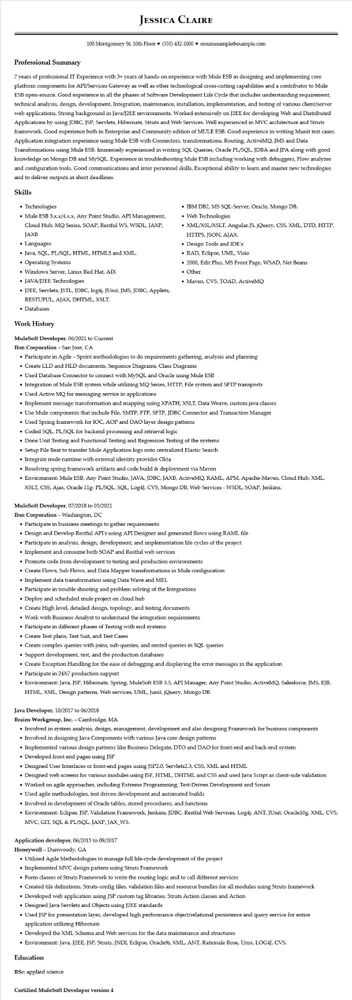 Jessica Claire
100 Montgomery St. 10th Floor ● (555) 432-1000 ● resumesample@example.com
Professional Summary
7 years of professional IT Experience with 3+ years of hands-on experience with Mule ESB in designing and implementing core
platform components for API/Services Gateway as well as other technological cross-cutting capabilities and a contributor to Mule
ESB open-source. Good experience in all the phases of Software Development Life Cycle that includes understanding requirement,
technical analysis, design, development, Integration, maintenance, installation, implementation, and testing of various client/server
web applications. Strong background in Java/J2EE environments. Worked extensively on J2EE for developing Web and Distributed
Applications by using JDBC, JSP, Servlets, Hibernate, Struts and Web Services. Well experienced in MVC architecture and Struts
framework. Good experience both in Enterprise and Community edition of MULE ESB. Good experience in writing Munit test cases.
Application integration experience using Mule ESB with Connectors, transformations, Routing, ActiveMQ, JMS and Data
Transformations using Mule ESB. Immensely experienced in writing SQL Queries, Oracle PL/SQL, JDBA and JPA along with good
knowledge on Mongo DB and MySQL. Experience in troubleshooting Mule ESB including working with debuggers, Flow analyzer
and configuration tools. Good communications and inter personnel skills. Exceptional ability to learn and master new technologies
and to deliver outputs in short deadlines.
Skills
• Technologies
• Mule ESB 3.x.x/4.x.x, Any Point Studio, API Management,
Cloud Hub, MQ Series, SOAP, Restful WS, WSDL, JAXP,
JAXB
• Languages
• Java, SQL, PL/SQL, HTML, HTML5 and XML.
• Operating Systems
• Windows Server, Linux Red Hat, AIX
• JAVA/J2EE Technologies
• J2EE, Servlets, JSTL, JDBC, log4j, JUnit, JMS, JDBC, Applets,
RESTUFUL, AJAX, DHTML, XSLT.
• Databases
• IBM DB2, MS SQL-Server, Oracle, Mongo DB.
• Web Technologies
• XML/XSL/XSLT, Angular.JS, jQuery, CSS, XML, DTD, HTTP,
HTTPS, JSON, AJAX.
• Design Tools and IDE's
• RAD, Eclipse, UML, Visio
• 2000, Edit Plus, MS Front Page, WSAD, Net Beans
• Other
• Maven, CVS, TOAD, ActiveMQ
Work History
MuleSoft Developer, 06/2021 to Current
Ibm Corporation – San Jose, CA
• Participate in Agile – Sprint methodologies to do requirements gathering, analysis and planning
• Create LLD and HLD documents, Sequence Diagrams, Class Diagrams
• Used Database Connector to connect with MySQL and Oracle using Mule ESB
• Integration of Mule ESB system while utilizing MQ Series, HTTP, File system and SFTP transports
• Used Active MQ for messaging service in applications
• Implement message transformation and mapping using XPATH, XSLT, Data Weave, custom java classes
• Use Mule components that include File, SMTP, FTP, SFTP, JDBC Connector and Transaction Manager
• Used Spring framework for IOC, AOP and DAO layer design patterns
• Coded SQL, PL/SQL for backend processing and retrieval logic
• Done Unit Testing and Functional Testing and Regression Testing of the systems
• Setup File Beat to transfer Mule Application logs onto centralized Elastic Search
• Integrate mule runtime with external identity provider Okta
• Resolving spring framework artifacts and code build & deployment via Maven
• Environment: Mule ESB, Any Point Studio, JAVA, JDBC, JAXB, ActiveMQ, RAML, APM, Apache-Maven, Cloud Hub, XML,
XSLT, CSS, Ajax, Oracle 11g- PL/SQL, SQL, Log4J, CVS, Mongo DB, Web Services - WSDL, SOAP, Jenkins.
MuleSoft Developer, 07/2018 to 05/2021
Ibm Corporation – Washington, DC
• Participate in business meetings to gather requirements
• Design and Develop Restful API's using API Designer and generated flows using RAML file
• Participate in analysis, design, development, and implementation life cycles of the project
• Implement and consume both SOAP and Restful web services
• Promote code from development to testing and production environments
• Create Flows, Sub Flows, and Data Mapper transformations in Mule configuration
• Implement data transformation using Data Wave and MEL
• Participate in trouble shooting and problem solving of the Integrations
• Deploy and scheduled mule project on cloud hub
• Create High level, detailed design, topology, and testing documents
• Work with Business Analyst to understand the integration requirements
• Participate in different phases of Testing with end systems
• Create Test plans, Test Suit, and Test Cases
• Create complex queries with joins, sub-queries, and nested queries in SQL queries
• Support development, test, and the production databases
• Create Exception Handling for the ease of debugging and displaying the error messages in the application
• Participate in 24X7 production support
• Environment: Java, JSP, Hibernate, Spring, MuleSoft ESB 3.5, API Manager, Any Point Studio, ActiveMQ, Salesforce, JMS, EJB,
HTML, XML, Design patterns, Web services, UML, Junit, jQuery, Mongo DB.
Java Developer, 10/2017 to 06/2018
Brains Workgroup, Inc. – Cambridge, MA
• Involved in system analysis, design, management, development and also designing Framework for business components
• Involved in designing Java Components with various Java core design patterns
• Implemented various design patterns like Business Delegate, DTO and DAO for front-end and back-end system
• Developed front end pages using JSP
• Designed User Interfaces or front-end pages using JSP2.0, Servlets2.3, CSS, XML and HTML
• Designed web screens for various modules using JSF, HTML, DHTML and CSS and used Java Script as client-side validation
• Worked on agile approaches, including Extreme Programming, Test-Driven Development and Scrum
• Used agile methodologies, test driven development and automated builds
• Involved in development of Oracle tables, stored procedures, and functions
• Environment: Eclipse, JSP, Validation Framework, Jenkins, JDBC, Restful Web Services, Log4j, ANT, JUnit, Oracle10g, XML, CVS,
MVC, GIT, SQL & PL/SQL, JAXP, JAX_WS.
Application developer, 06/2015 to 09/2017
Honeywell – Dunwoody, GA
• Utilized Agile Methodologies to manage full life-cycle development of the project
• Implemented MVC design pattern using Struts Framework
• Form classes of Struts Framework to write the routing logic and to call different services
• Created tile definitions, Struts-config files, validation files and resource bundles for all modules using Struts framework
• Developed web application using JSP custom tag libraries, Struts Action classes and Action
• Designed Java Servlets and Objects using J2EE standards
• Used JSP for presentation layer, developed high performance object/relational persistence and query service for entire
application utilizing Hibernate
• Developed the XML Schema and Web services for the data maintenance and structures
• Environment: Java, J2EE, JSP, Struts, JNDI, Eclipse, Oracle9i, XML, ANT, Rationale Rose, Unix, LOG4J, CVS.
Education
BSc: applied science
Certified MuleSoft Developer version 4